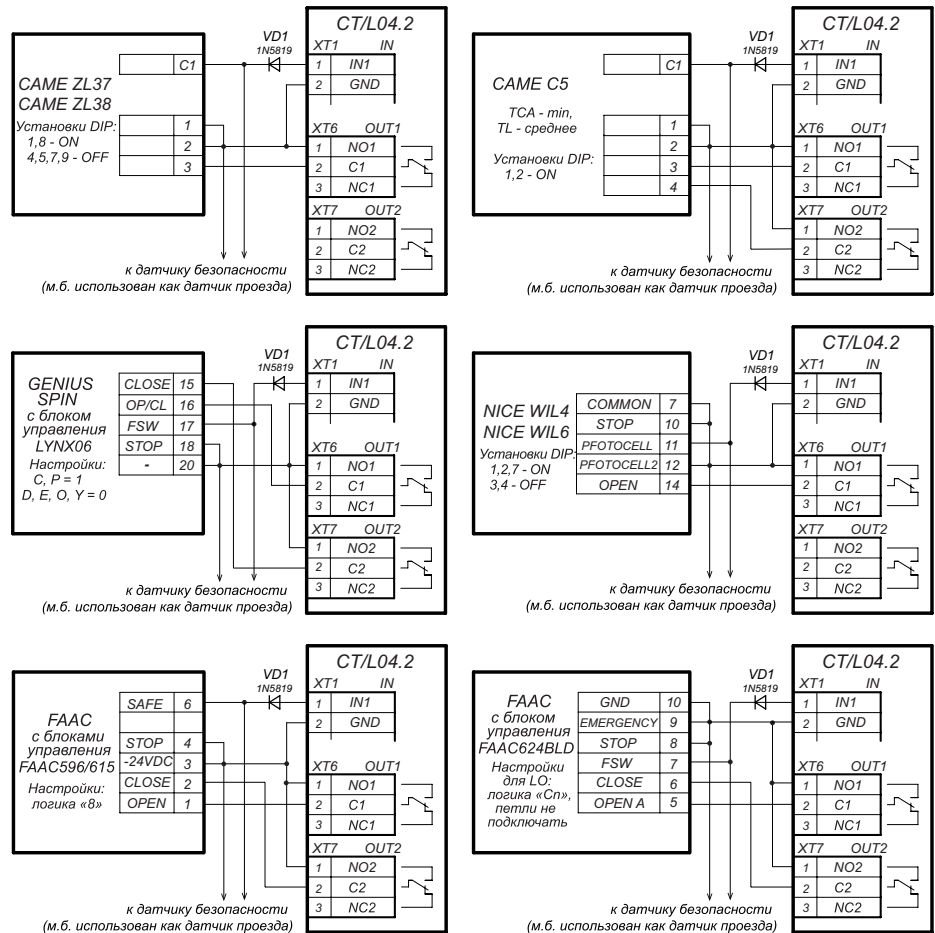 CAME ZL37
CAME ZL38
Установки DIP:
1,8 - ON
4,5,7,9 - OFF
C1
1
2
3
VD1
1N5819
CT/L04.2
XT1 IN
1 IN1
2 GND
XT6 OUT1
1 NO1
2 C1
3 NC1
XT7 OUT2
1 NO2
2 C2
3 NC2
к датчику безопасности
(м.б. использован как датчик проезда)
CAME C5
TCA - min,
TL - среднее
Установки DIP:
1,2 - ON
C1
1
2
3
4
VD1
1N5819
CT/L04.2
XT1 IN
1 IN1
2 GND
XT6 OUT1
1 NO1
2 C1
3 NC1
XT7 OUT2
1 NO2
2 C2
3 NC2
к датчику безопасности
(м.б. использован как датчик проезда)
GENIUS
SPIN
с блоком
управления
LYNX06
Настройки:
C, P = 1
D, E, O, Y = 0
CLOSE 15
OP/CL 16
FSW 17
STOP 18
- 20
VD1
1N5819
CT/L04.2
XT1 IN
1 IN1
2 GND
XT6 OUT1
1 NO1
2 C1
3 NC1
XT7 OUT2
1 NO2
2 C2
3 NC2
к датчику безопасности
(м.б. использован как датчик проезда)
NICE WIL4
NICE WIL6
Установки DIP:
1,2,7 - ON
3,4 - OFF
COMMON 7
STOP 10
PFOTOCELL 11
PFOTOCELL2 12
OPEN 14
VD1
1N5819
CT/L04.2
XT1 IN
1 IN1
2 GND
XT6 OUT1
1 NO1
2 C1
3 NC1
XT7 OUT2
1 NO2
2 C2
3 NC2
к датчику безопасности
(м.б. использован как датчик проезда)
FAAC
с блоками
управления
FAAC596/615
Настройки:
логика «8»
SAFE 6
STOP 4
-24VDC 3
CLOSE 2
OPEN 1
VD1
1N5819
CT/L04.2
XT1 IN
1 IN1
2 GND
XT6 OUT1
1 NO1
2 C1
3 NC1
XT7 OUT2
1 NO2
2 C2
3 NC2
к датчику безопасности
(м.б. использован как датчик проезда)
FAAC
с блоком
управления
FAAC624BLD
Настройки
для LO:
логика «Cn»,
петли не
подключать
GND 10
EMERGENCY 9
STOP 8
FSW 7
CLOSE 6
OPEN A 5
VD1
1N5819
CT/L04.2
XT1 IN
1 IN1
2 GND
XT6 OUT1
1 NO1
2 C1
3 NC1
XT7 OUT2
1 NO2
2 C2
3 NC2
к датчику безопасности
(м.б. использован как датчик проезда)